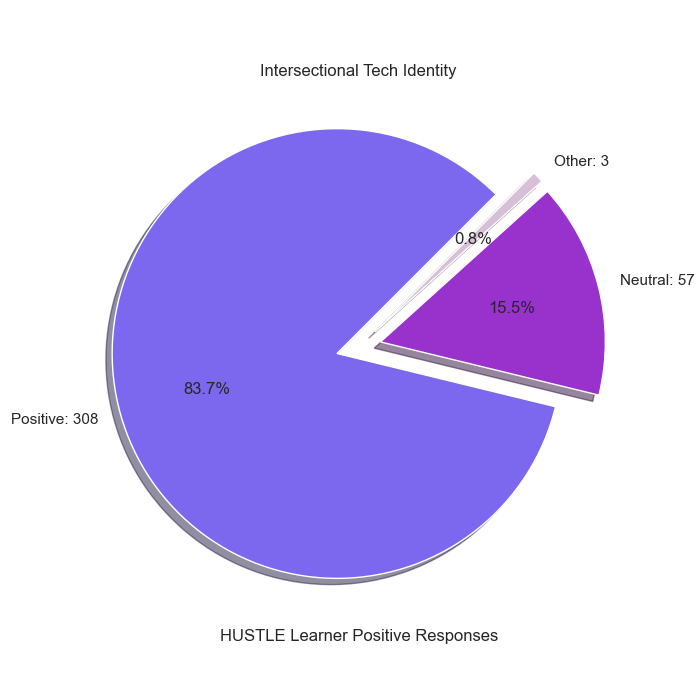 Intersectional Tech Identity
Other: 3
0.8%
Neutral: 57
15.5%
83.7%
Positive: 308
HUSTLE Learner Positive Responses